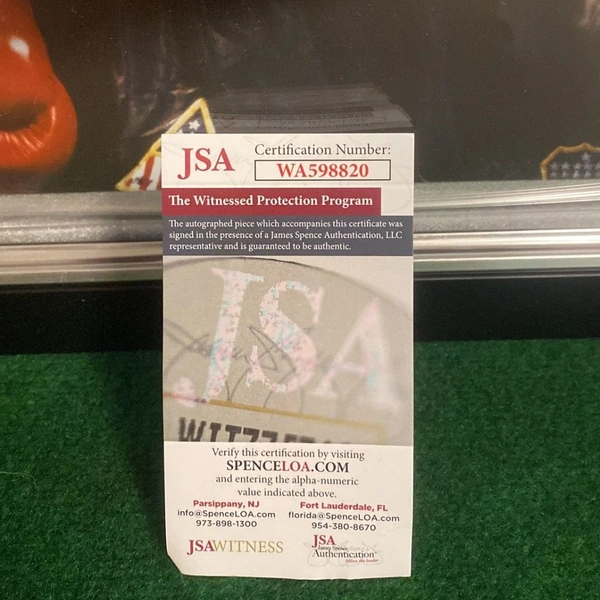 JSA
Certification Number:
WA598820
The Witnessed Protection Program
The autographed piece which accompanies this certificate was
signed in the presence of a James Spence Authentication, LLC
representative and is guaranteed to be authentic.
JSA
Verify this certification by visiting
SPENCELOA.COM
and entering the alpha-numeric
value indicated above.
Parsippany, NJ
info@SpenceLOA.com
973-898-1300
Fort Lauderdale, FL
florida@SpenceLOA.com
954-380-8670
JSAWITNESS
JSA
James Spence
Authentication